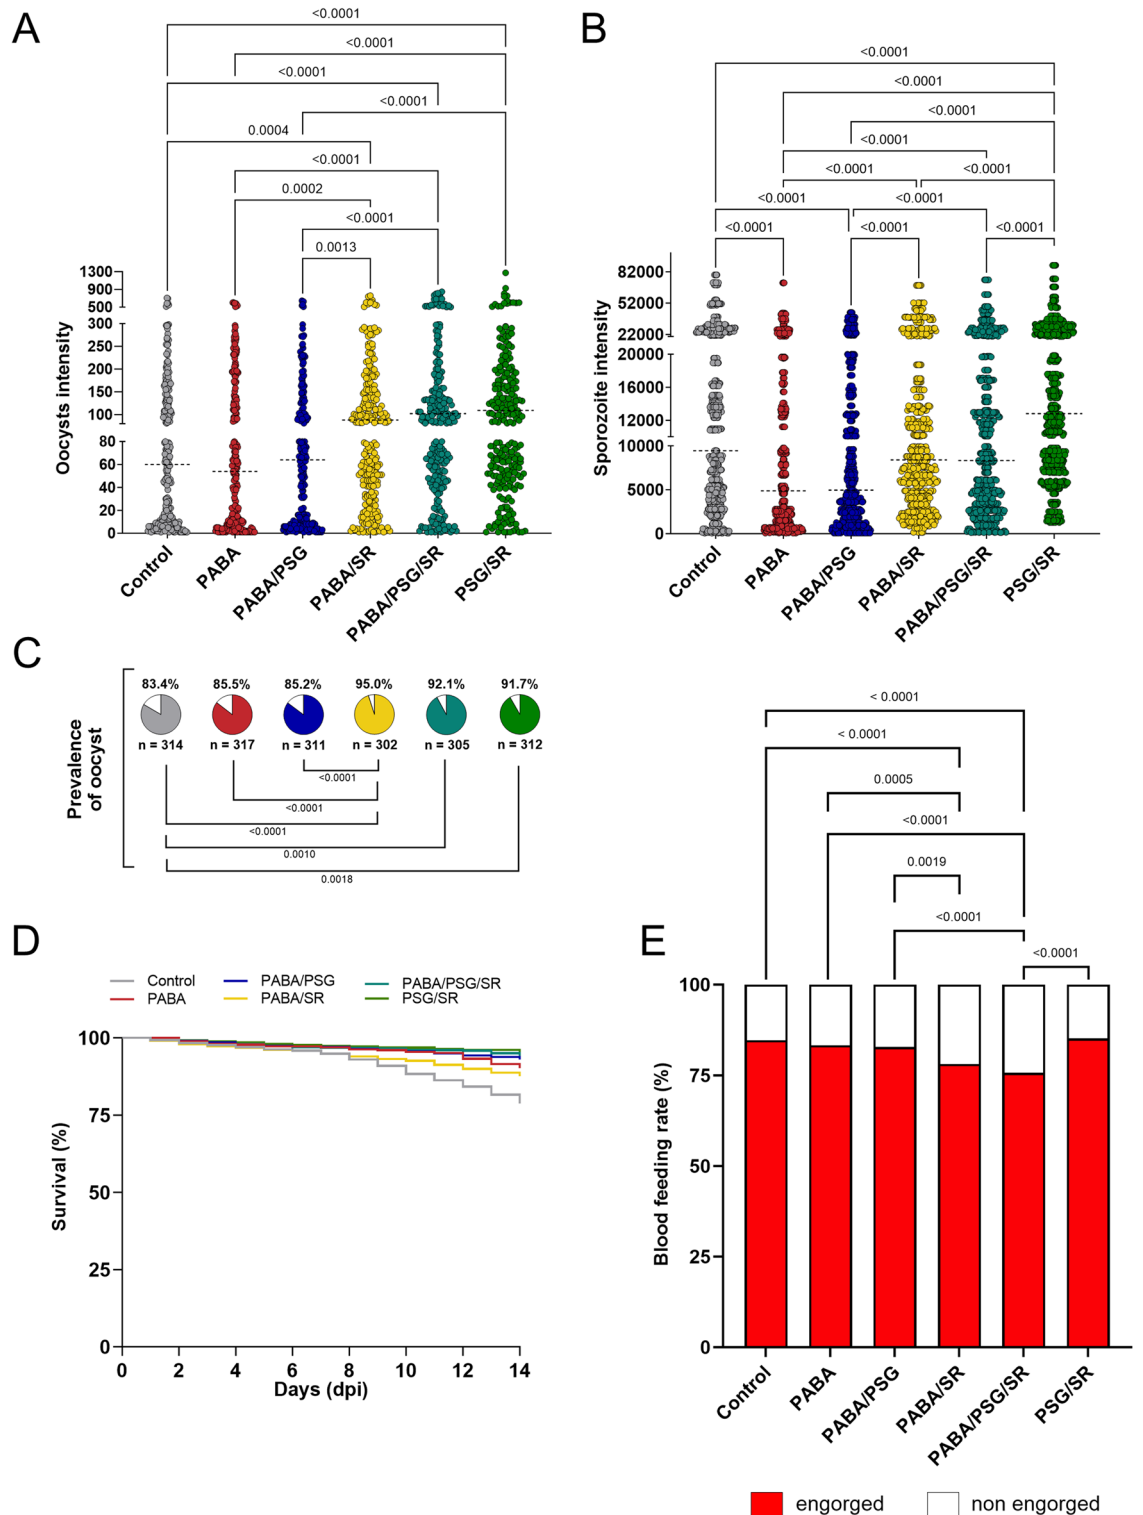 A
<0.0001
<0.0001
<0.0001
<0.0001
0.0004
<0.0001
0.0002
<0.0001
0.0013
Oocysts intensity
1300
900
500
300
250
200
150
100
80
60
40
20
0
Control
PABA
PABA/PSG
PABA/SR
PABA/PSG/SR
PSG/SR
B
<0.0001
<0.0001
<0.0001
<0.0001
<0.0001 <0.0001
<0.0001 <0.0001
<0.0001 <0.0001 <0.0001
Sporozoite intensity
82000
52000
22000
20000
16000
12000
10000
5000
0
Control
PABA
PABA/PSG
PABA/SR
PABA/PSG/SR
PSG/SR
C
Prevalence
of oocyst
83.4% 85.5% 85.2% 95.0% 92.1% 91.7%
n = 314 n = 317 n = 311 n = 302 n = 305 n = 312
<0.0001
<0.0001
<0.0001
0.0010
0.0018
D
Control PABA/PSG PABA/PSG/SR
PABA PABA/SR PSG/SR
Survival (%)
100
75
50
25
0
0 2 4 6 8 10 12 14
Days (dpi)
E
< 0.0001
< 0.0001
0.0005
<0.0001
0.0019
<0.0001
<0.0001
Blood feeding rate (%)
100
75
50
25
0
Control
PABA
PABA/PSG
PABA/SR
PABA/PSG/SR
PSG/SR
engorged non engorged